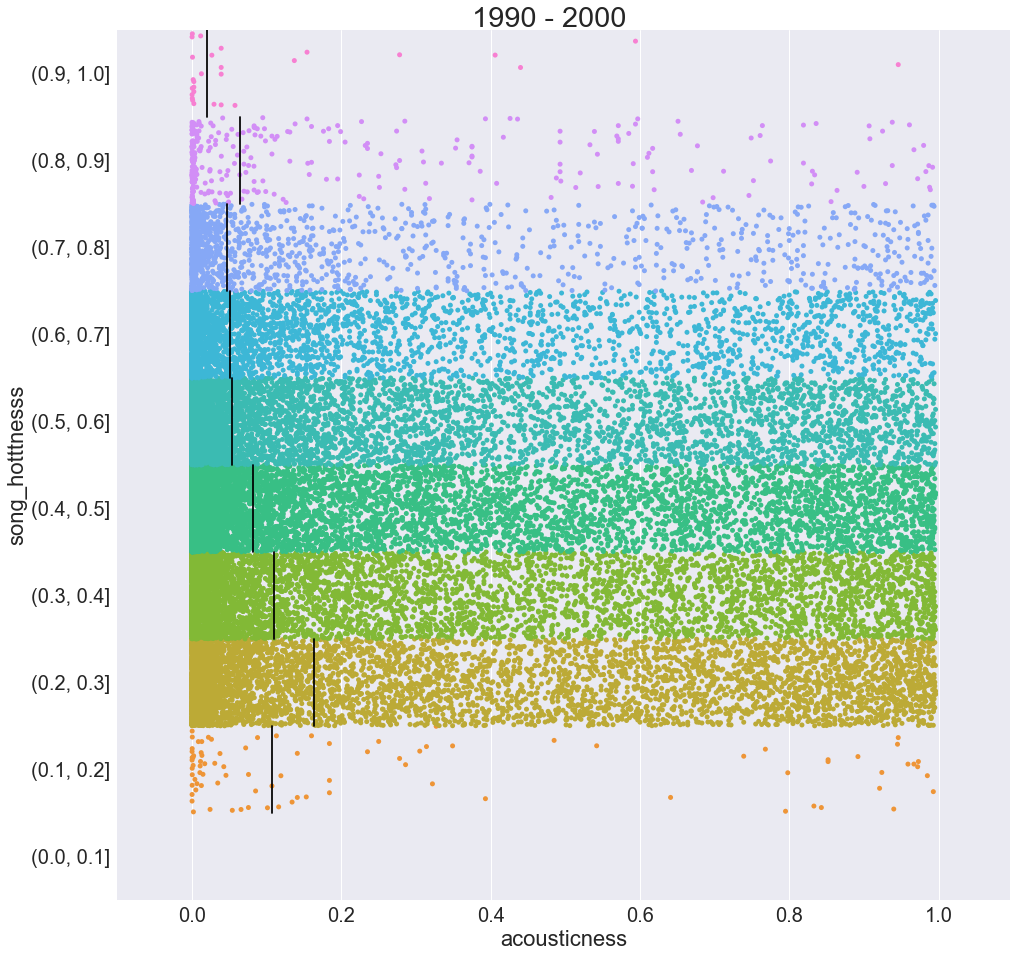 1990 - 2000
(0.9, 1.0]
(0.8, 0.9]
(0.7, 0.8]
(0.6, 0.7]
(0.5, 0.6]
(0.4, 0.5]
(0.3, 0.4]
(0.2, 0.3]
(0.1, 0.2]
(0.0, 0.1]
song_hotttnesss
0.0 0.2 0.4 0.6 0.8 1.0
acousticness